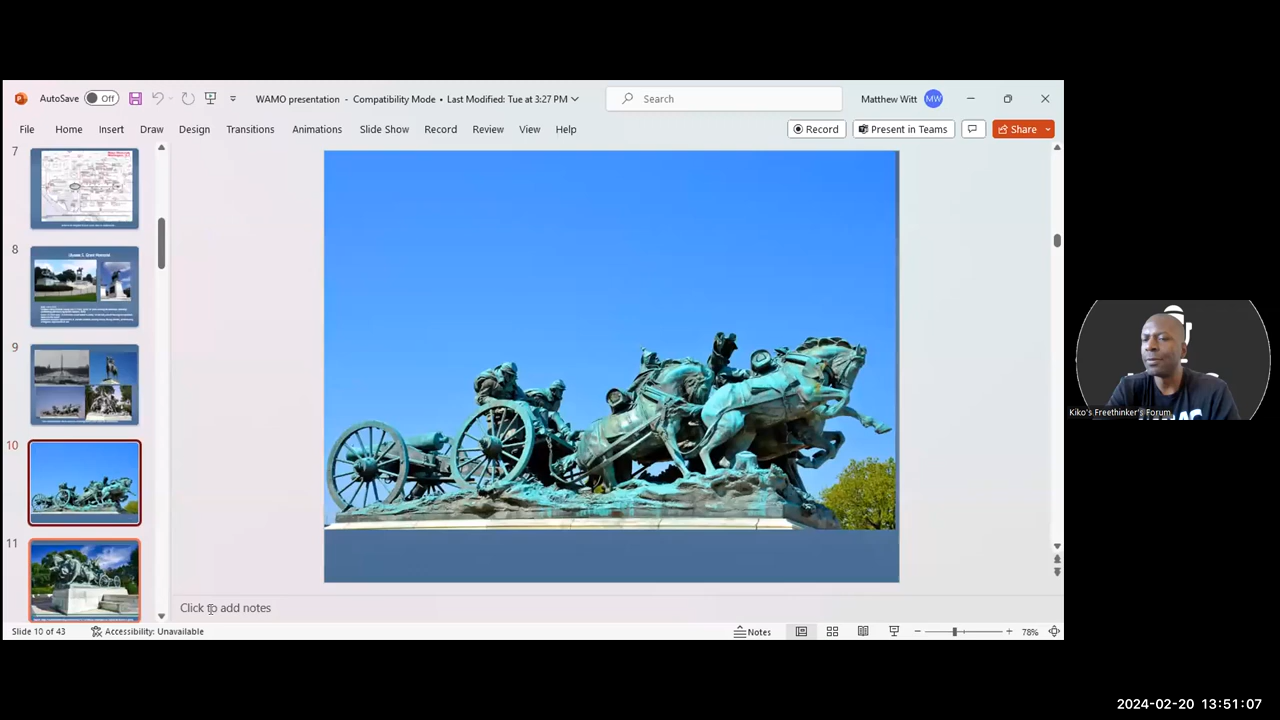 AutoSave Off WAMO presentation - Compatibility Mode • Last Modified: Tue at 3:27 PM Search Matthew Witt MW
File Home Insert Draw Design Transitions Animations Slide Show Record Review View Help Record Present in Teams Share
7
8
Ulysses S. Grant Memorial
9
10
11
Kiko's Freethinker's Forum
Click to add notes
Slide 10 of 43 Accessibility: Unavailable Notes 78%
2024-02-20 13:51:07